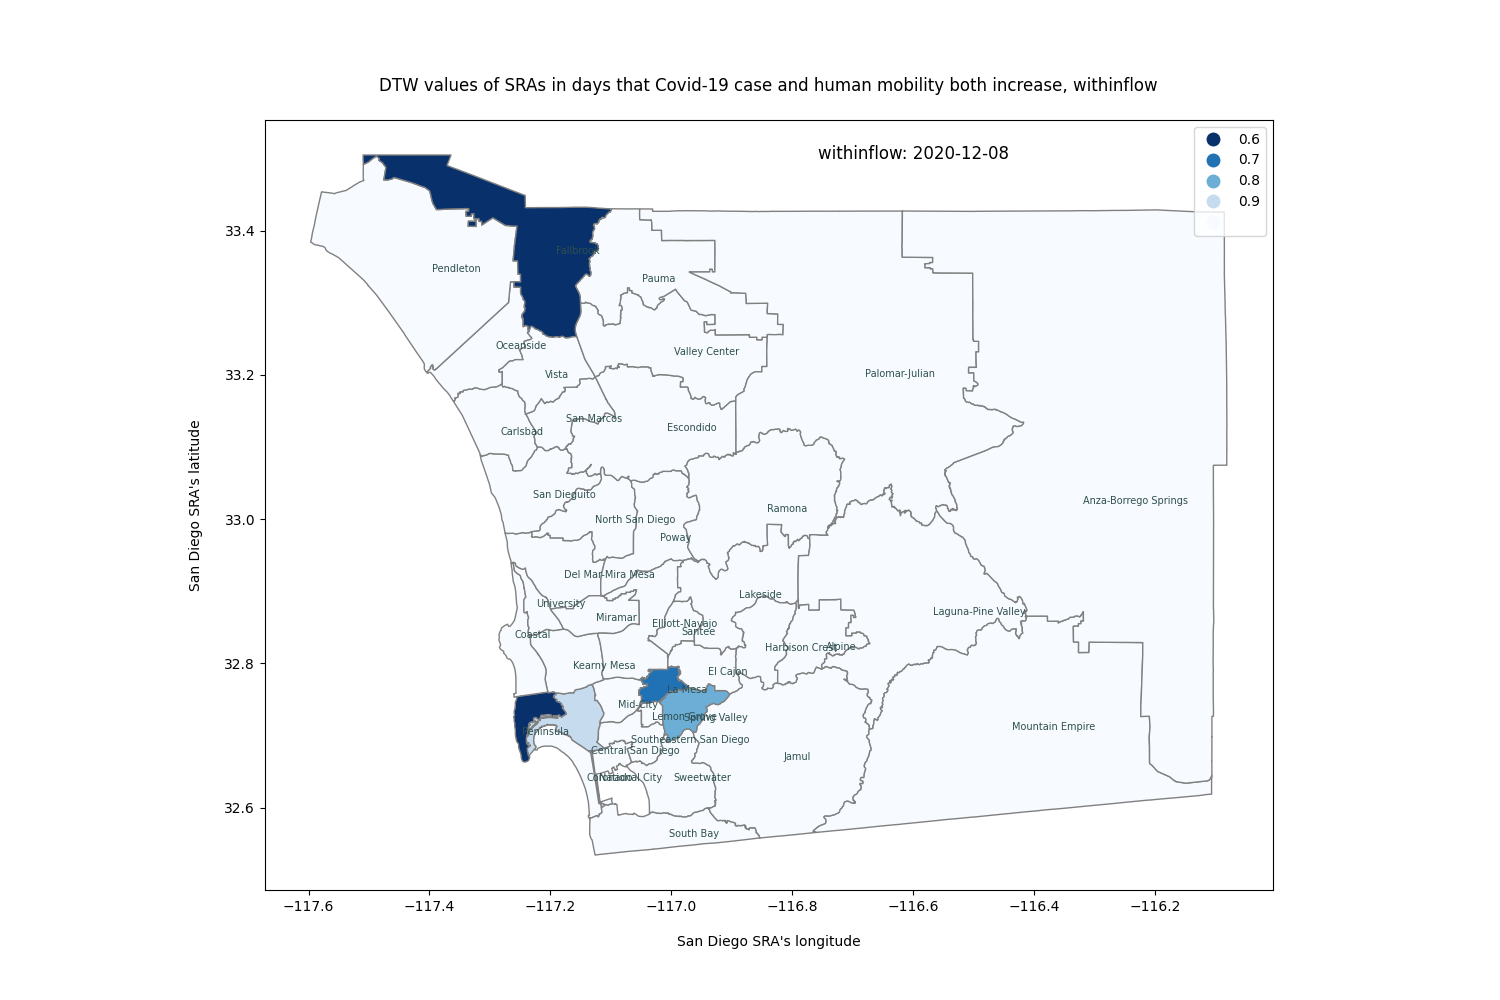 DTW values of SRAs in days that Covid-19 case and human mobility both increase, withinflow
withinflow: 2020-12-08
0.6
0.7
0.8
0.9
33.4
33.2
33.0
32.8
32.6
San Diego SRA's latitude
Fallbrook
Pendleton
Pauma
Oceanside
Valley Center
Vista
Palomar-Julian
San Marcos
Carlsbad
Escondido
San Dieguito
Anza-Borrego Springs
Ramona
North San Diego
Poway
Del Mar-Mira Mesa
Lakeside
University
Miramar
Laguna-Pine Valley
Elliott-Navajo
Santee
Coastal
Harbison Crest
Alpine
Kearny Mesa
El Cajon
La Mesa
Mid-City
Lemon Grove
Spring Valley
Mountain Empire
Peninsula
Southeastern San Diego
Central San Diego
Jamul
Coronado
National City
Sweetwater
South Bay
−117.6
−117.4
−117.2
−117.0
−116.8
−116.6
−116.4
−116.2
San Diego SRA's longitude